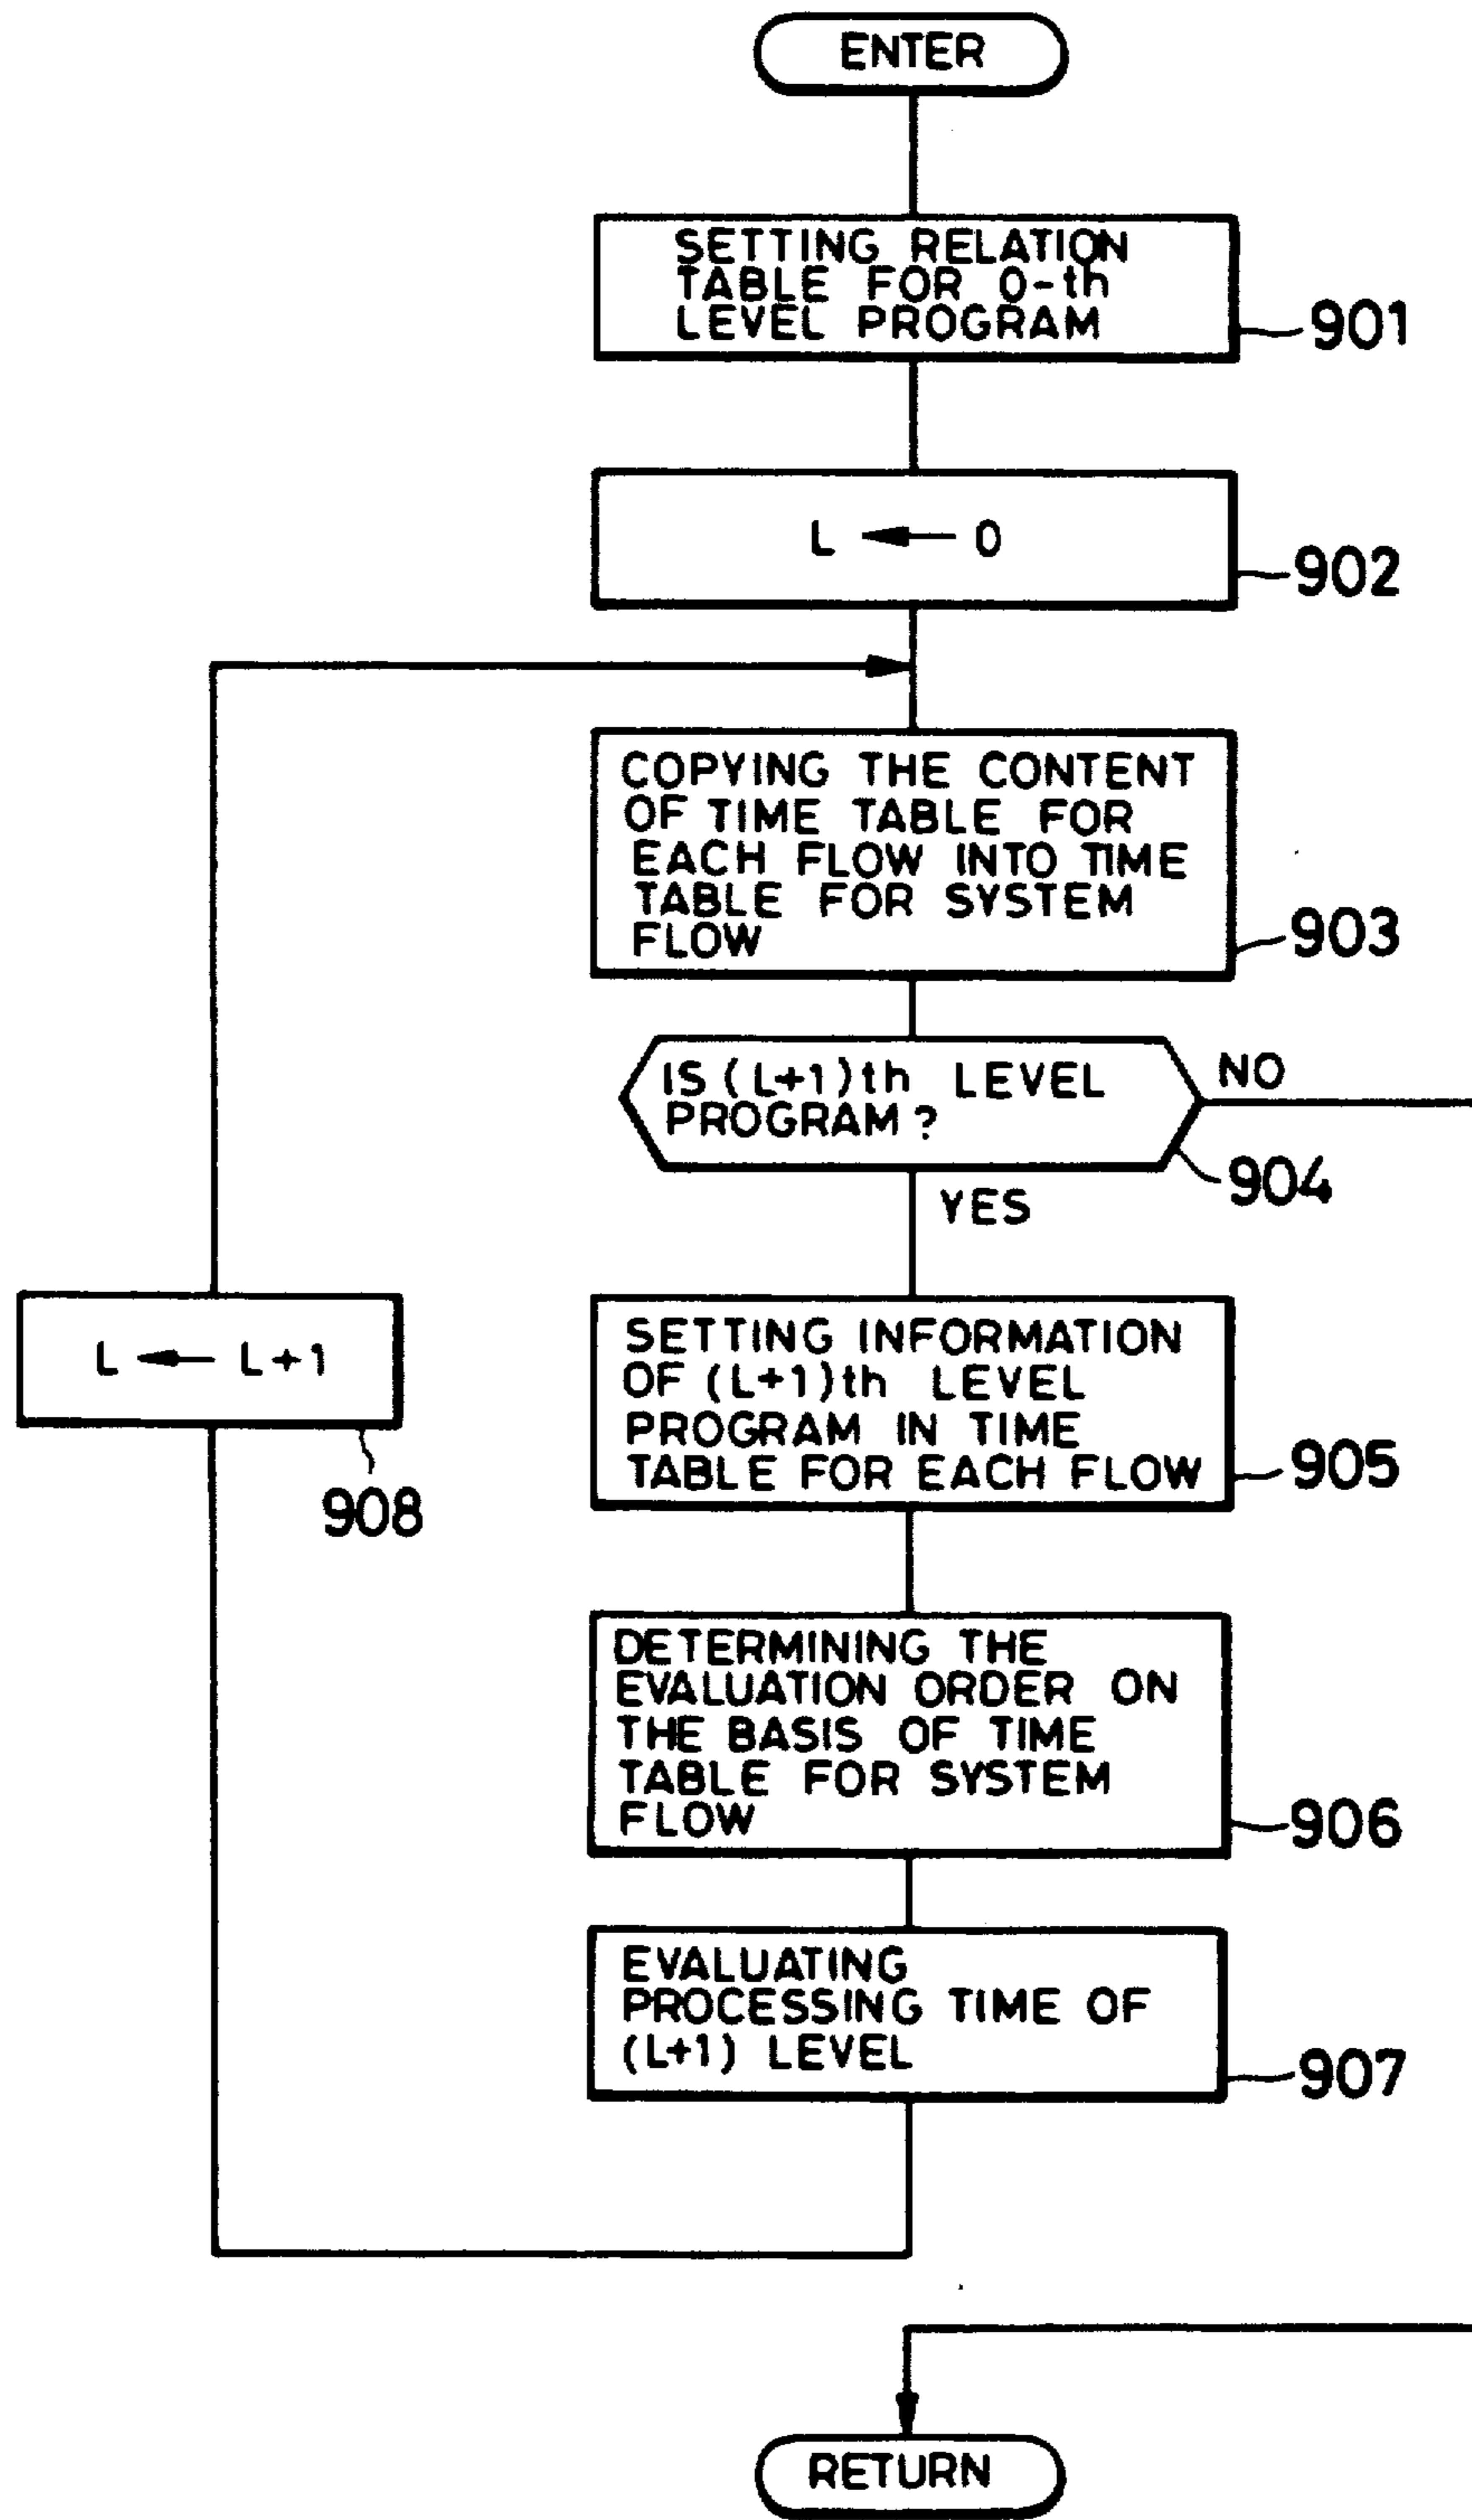 ENTER
SETTING RELATION
TABLE FOR 0-th
LEVEL PROGRAM
901
L ← 0
902
COPYING THE CONTENT
OF TIME TABLE FOR
EACH FLOW INTO TIME
TABLE FOR SYSTEM
FLOW
903
IS (L+1)th LEVEL
PROGRAM?
NO
904
YES
L ← L+1
908
SETTING INFORMATION
OF (L+1)th LEVEL
PROGRAM IN TIME
TABLE FOR EACH FLOW
905
DETERMINING THE
EVALUATION ORDER ON
THE BASIS OF TIME
TABLE FOR SYSTEM
FLOW
906
EVALUATING
PROCESSING TIME OF
(L+1) LEVEL
907
RETURN